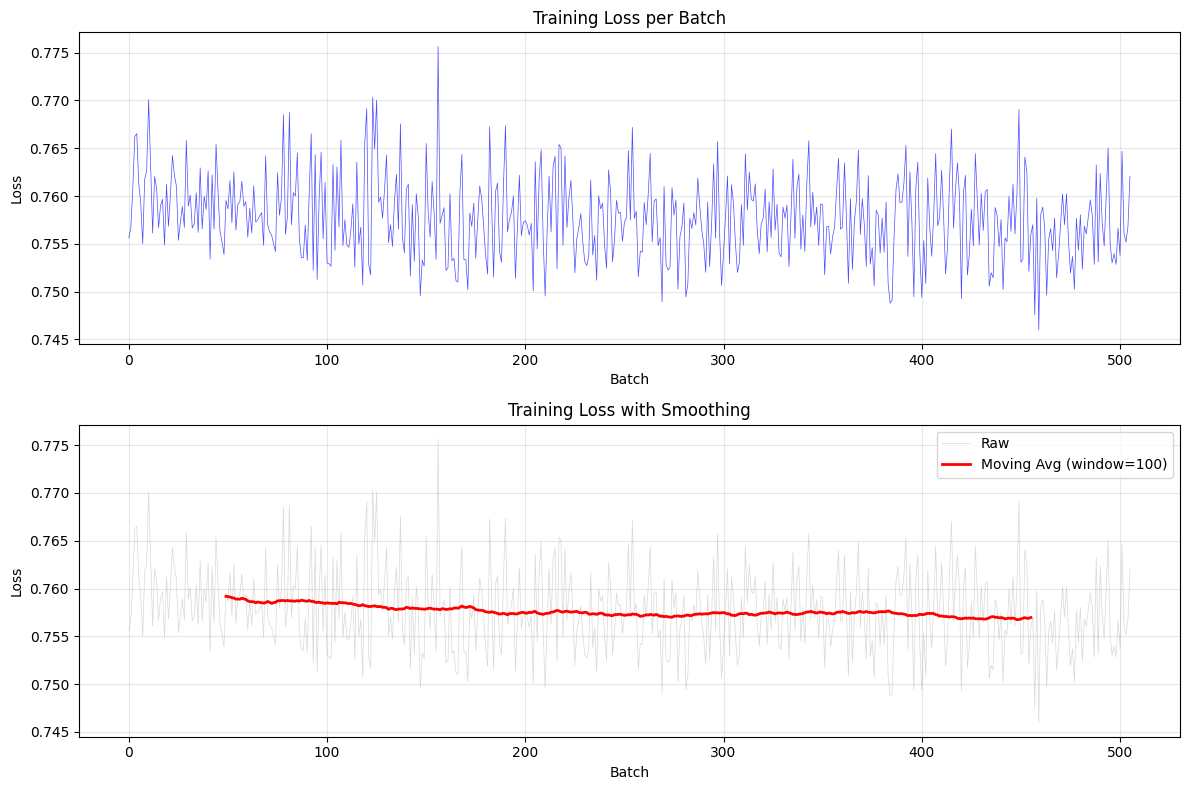 Training Loss per Batch
0.775
0.770
0.765
0.760
0.755
0.750
0.745
Loss
0 100 200 300 400 500
Batch
Training Loss with Smoothing
Raw
Moving Avg (window=100)
0.775
0.770
0.765
0.760
0.755
0.750
0.745
Loss
0 100 200 300 400 500
Batch